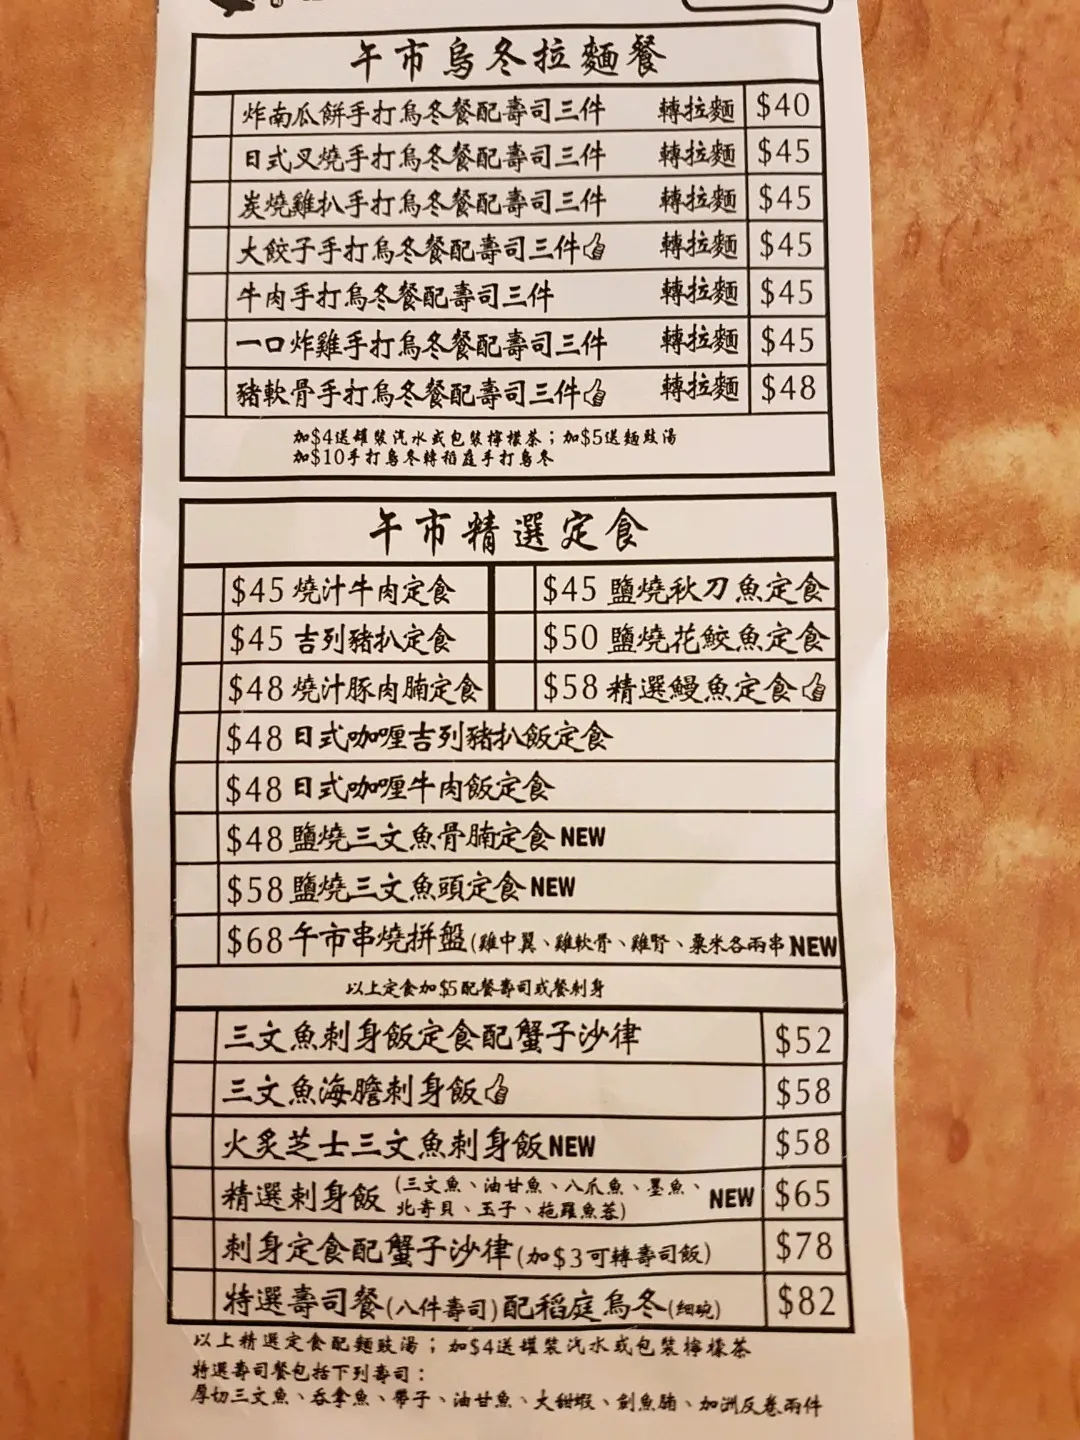 午市烏冬拉麵餐
炸南瓜餅手打烏冬餐配壽司三件 轉拉麵 $40
日式叉燒手打烏冬餐配壽司三件 轉拉麵 $45
炭燒雞扒手打烏冬餐配壽司三件 轉拉麵 $45
大餃子手打烏冬餐配壽司三件 轉拉麵 $45
牛肉手打烏冬餐配壽司三件 轉拉麵 $45
一口炸雞手打烏冬餐配壽司三件 轉拉麵 $45
豬軟骨手打烏冬餐配壽司三件 轉拉麵 $48
加$4送罐裝汽水或包裝檸檬茶；加$5送麵豉湯
加$10手打烏冬轉稻庭手打烏冬
午市精選定食
$45 燒汁牛肉定食 $45 鹽燒秋刀魚定食
$45 吉列豬扒定食 $50 鹽燒花鮫魚定食
$48 燒汁豚肉腩定食 $58 精選鰻魚定食
$48 日式咖喱吉列豬扒飯定食
$48 日式咖喱牛肉飯定食
$48 鹽燒三文魚骨腩定食 NEW
$58 鹽燒三文魚頭定食 NEW
$68 午市串燒拼盤(雞中翼、雞軟骨、雞腎、粟米各兩串 NEW
以上定食加$5配餐壽司或餐刺身
三文魚刺身飯定食配蟹子沙律 $52
三文魚海膽刺身飯 $58
火炙芝士三文魚刺身飯 NEW $58
精選刺身飯 (三文魚、油甘魚、八爪魚、墨魚、
北寄貝、玉子、拖羅魚蓉) NEW $65
刺身定食配蟹子沙律(加$3可轉壽司飯) $78
特選壽司餐(八件壽司)配稻庭烏冬(細碗) $82
以上精選定食配麵豉湯；加$4送罐裝汽水或包裝檸檬茶
特選壽司餐包括下列壽司：
厚切三文魚、吞拿魚、帶子、油甘魚、大甜蝦、劍魚腩、加洲反卷兩件